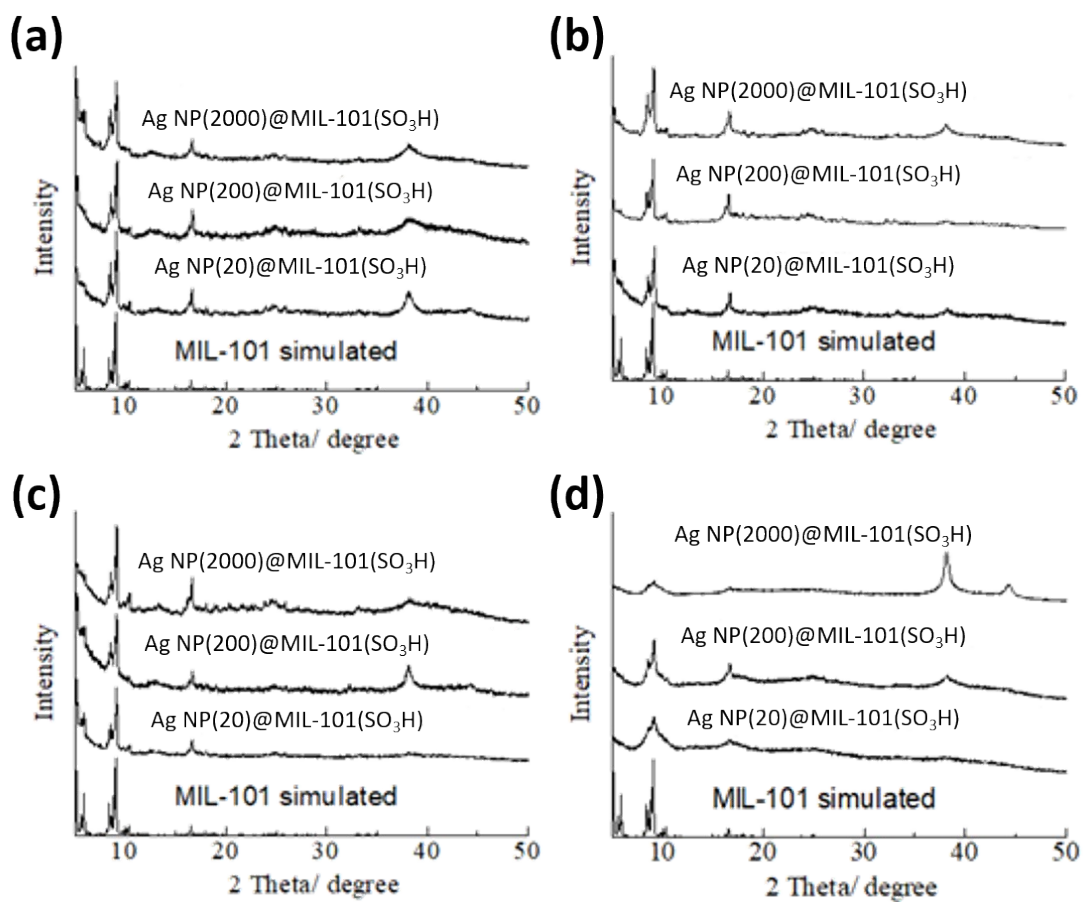 (a)
Ag NP(2000)@MIL-101(SO₃H)
Ag NP(200)@MIL-101(SO₃H)
Ag NP(20)@MIL-101(SO₃H)
MIL-101 simulated
Intensity
10 20 30 40 50
2 Theta/ degree
(b)
Ag NP(2000)@MIL-101(SO₃H)
Ag NP(200)@MIL-101(SO₃H)
Ag NP(20)@MIL-101(SO₃H)
MIL-101 simulated
Intensity
10 20 30 40 50
2 Theta/ degree
(c)
Ag NP(2000)@MIL-101(SO₃H)
Ag NP(200)@MIL-101(SO₃H)
Ag NP(20)@MIL-101(SO₃H)
MIL-101 simulated
Intensity
10 20 30 40 50
2 Theta/ degree
(d)
Ag NP(2000)@MIL-101(SO₃H)
Ag NP(200)@MIL-101(SO₃H)
Ag NP(20)@MIL-101(SO₃H)
MIL-101 simulated
Intensity
10 20 30 40 50
2 Theta/ degree